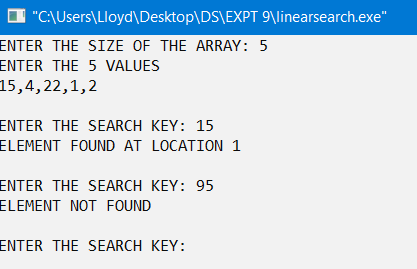 "C:\Users\Lloyd\Desktop\DS\EXPT 9\linearsearch.exe"
ENTER THE SIZE OF THE ARRAY: 5
ENTER THE 5 VALUES
15,4,22,1,2
ENTER THE SEARCH KEY: 15
ELEMENT FOUND AT LOCATION 1
ENTER THE SEARCH KEY: 95
ELEMENT NOT FOUND
ENTER THE SEARCH KEY: